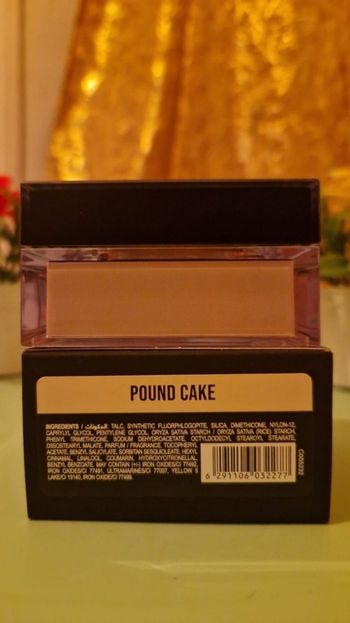 POUND CAKE
INGREDIENTS / المكونات: TALC, SYNTHETIC FLUORPHLOGOPITE, SILICA, DIMETHICONE, NYLON-12,
CAPRYLYL GLYCOL, PENTYLENE GLYCOL, ORYZA SATIVA STARCH / ORYZA SATIVA (RICE) STARCH,
PHENYL TRIMETHICONE, SODIUM DEHYDROACETATE, OCTYLDODECYL STEAROYL STEARATE,
DIISOSTEARYL MALATE, PARFUM / FRAGRANCE, TOCOPHERYL
ACETATE, BENZYL SALICYLATE, SORBITAN SESQUIOLEATE, HEXYL
CINNAMAL, LINALOOL, COUMARIN, HYDROXYCITRONELLAL,
BENZYL BENZOATE. MAY CONTAIN (+/-) IRON OXIDES/CI 77492,
IRON OXIDES/CI 77491, ULTRAMARINES/CI 77007, YELLOW 5
LAKE/CI 19140, IRON OXIDE/CI 77499.
6 291106 032277
C005232